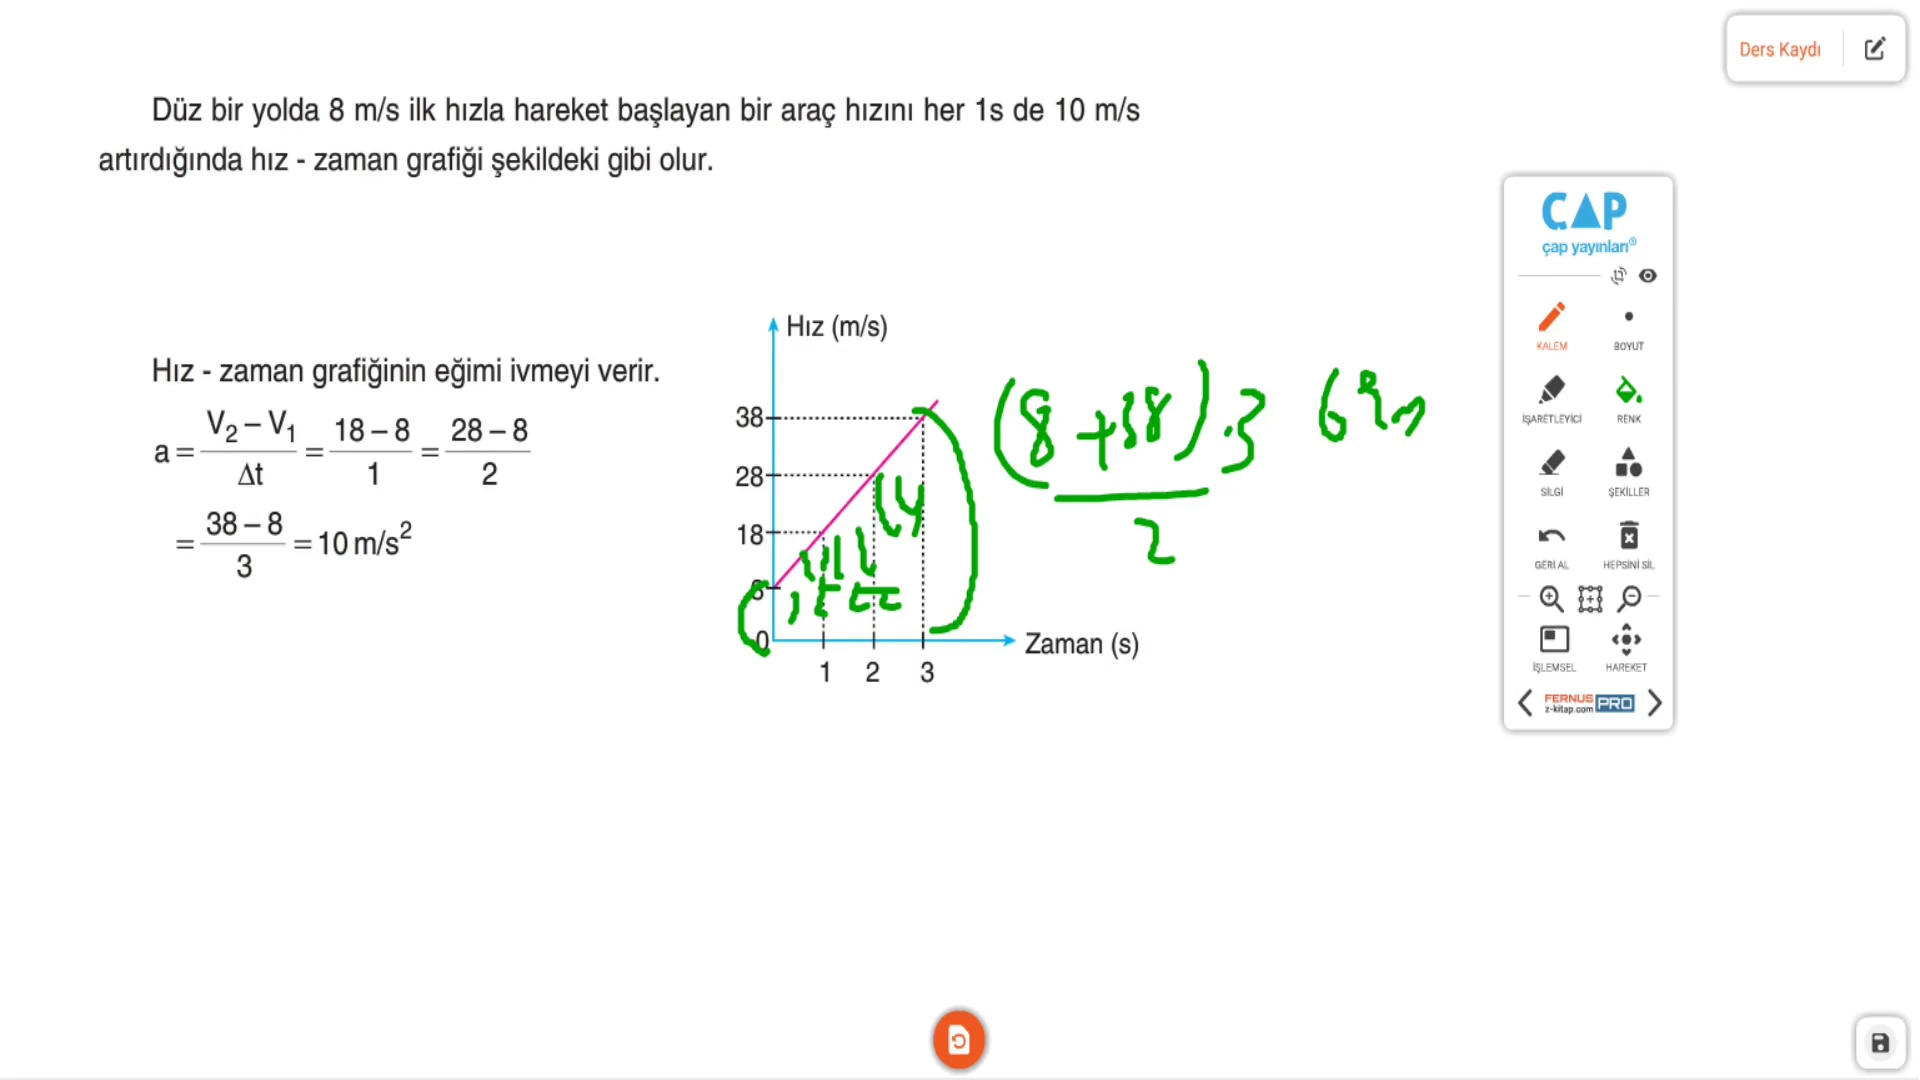 Ders Kaydı
Düz bir yolda 8 m/s ilk hızla hareket başlayan bir araç hızını her 1s de 10 m/s
artırdığında hız - zaman grafiği şekildeki gibi olur.
Hız - zaman grafiğinin eğimi ivmeyi verir.
a = (V₂ – V₁)/Δt = (18 – 8)/1 = (28 – 8)/2
= (38 – 8)/3 = 10 m/s²
Hız (m/s)
38
28
18
0
1 2 3
Zaman (s)
(8 + 38) . 3
2
69m
ÇAP
çap yayınları®
KALEM
BOYUT
İŞARETLEYİCİ
RENK
SİLGİ
ŞEKİLLER
GERİ AL
HEPSİNİ SİL
İŞLEMSEL
HAREKET
FERNUS PRO
z-kitap.com